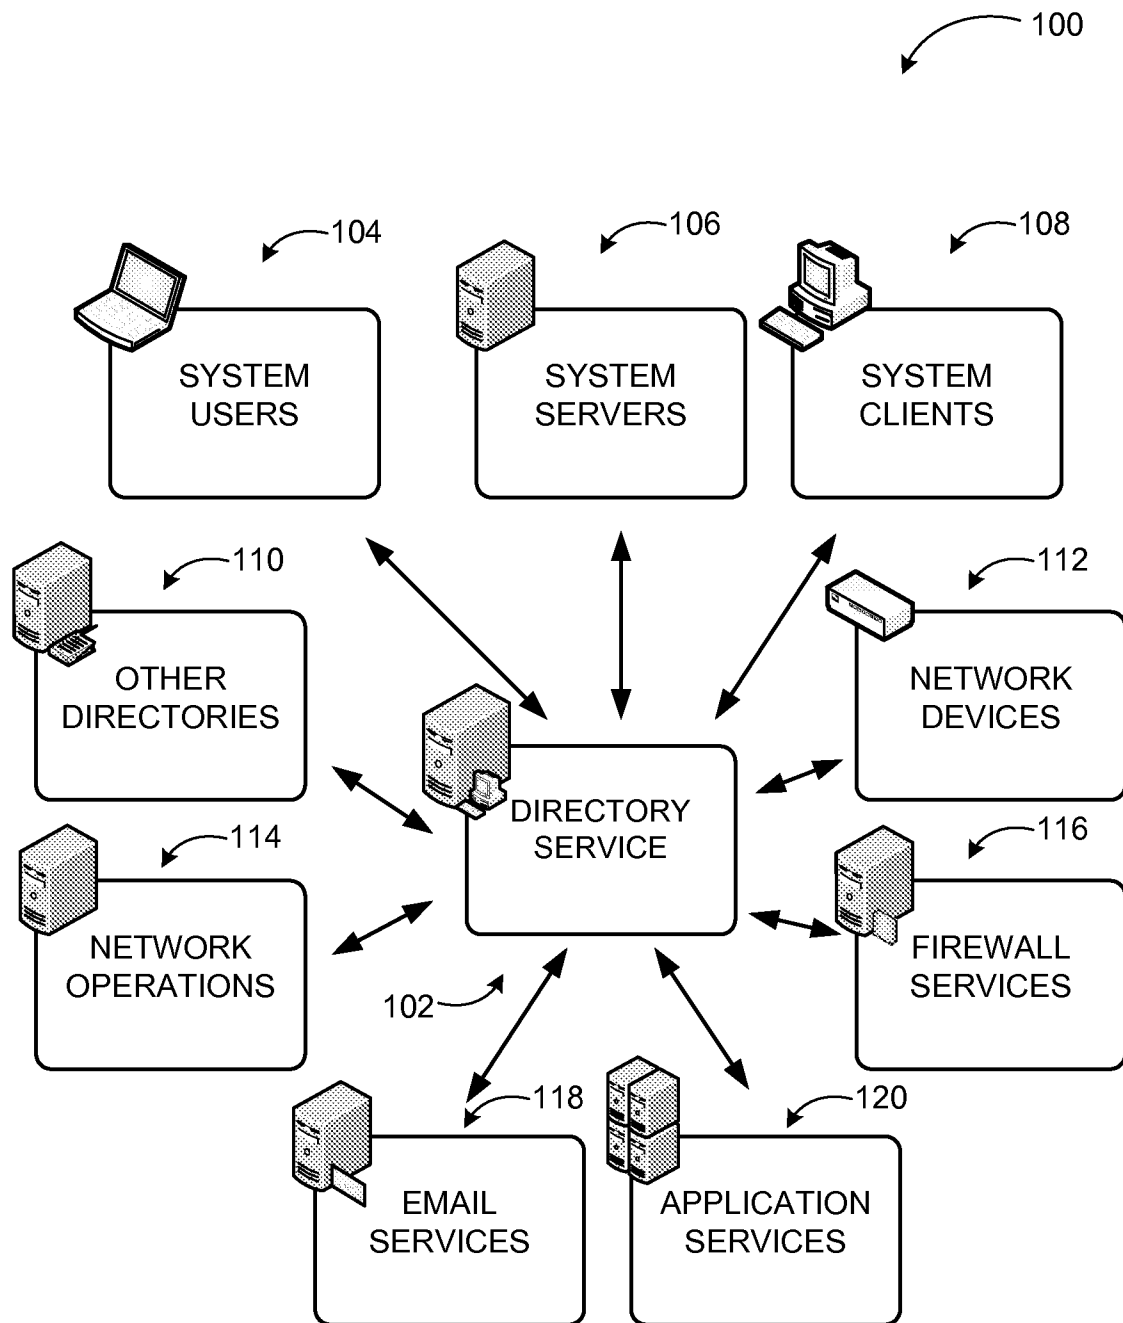 100
104
106
108
SYSTEM
USERS
SYSTEM
SERVERS
SYSTEM
CLIENTS
110
112
OTHER
DIRECTORIES
NETWORK
DEVICES
DIRECTORY
SERVICE
114
116
NETWORK
OPERATIONS
FIREWALL
SERVICES
102
118
120
EMAIL
SERVICES
APPLICATION
SERVICES